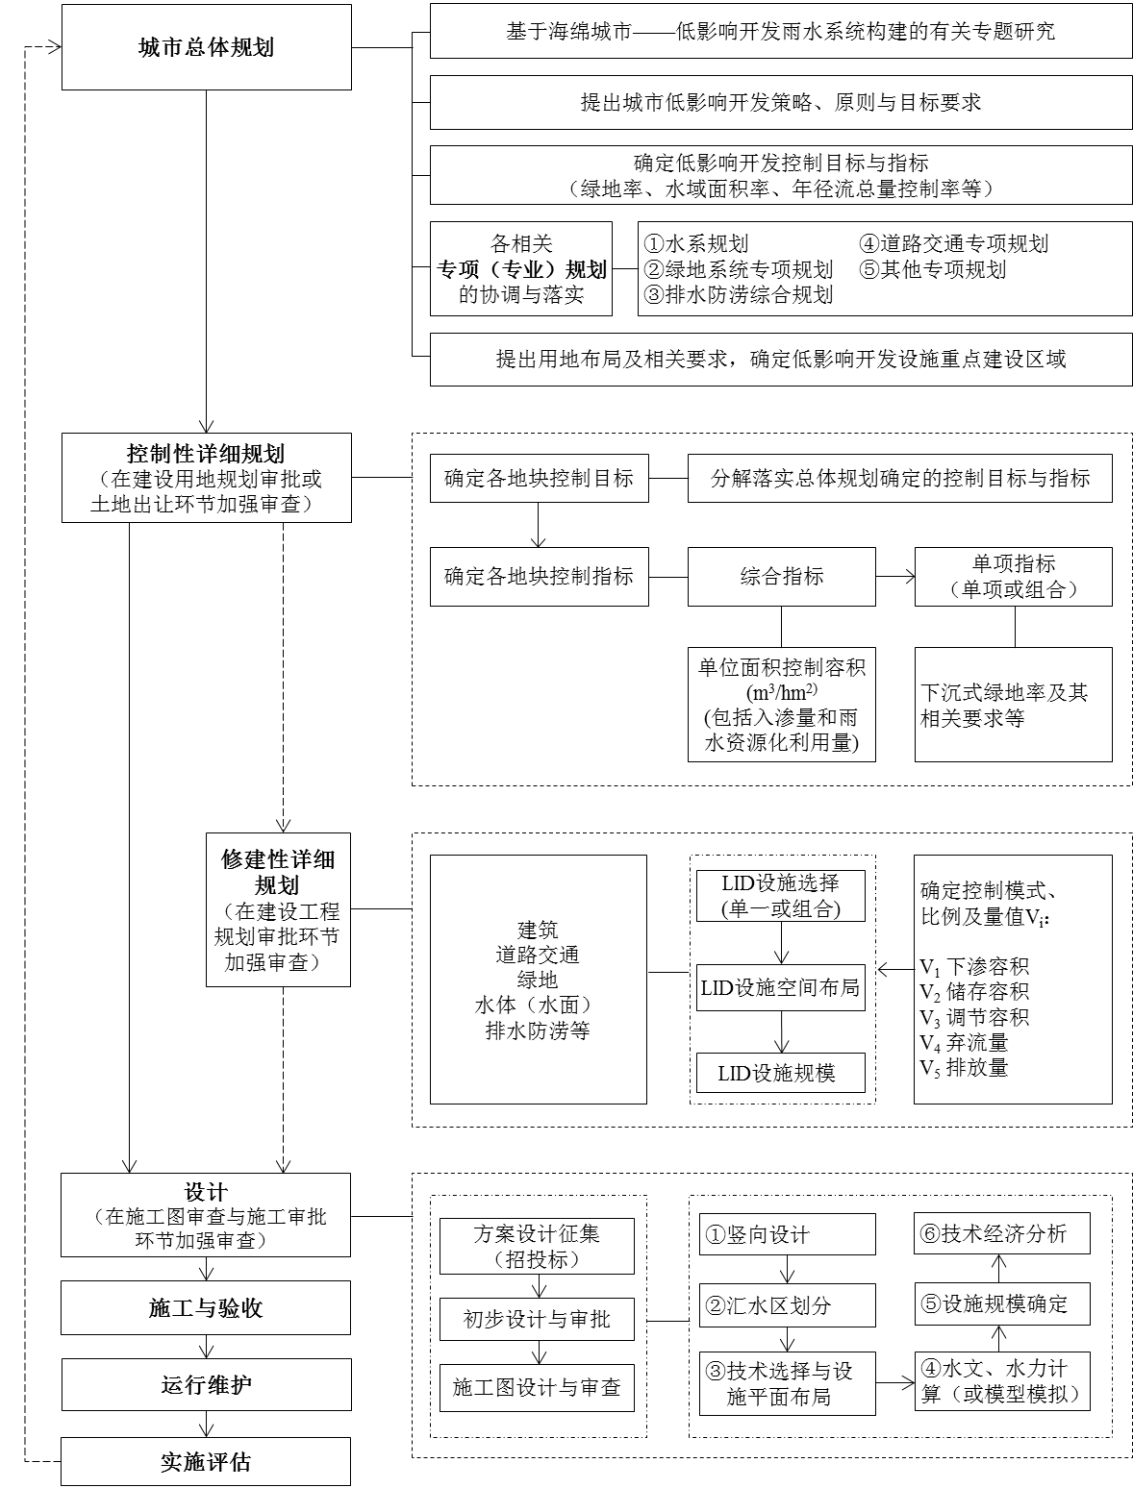 城市总体规划
基于海绵城市——低影响开发雨水系统构建的有关专题研究
提出城市低影响开发策略、原则与目标要求
确定低影响开发控制目标与指标
（绿地率、水域面积率、年径流总量控制率等）
各相关
专项（专业）规划
的协调与落实
①水系规划
②绿地系统专项规划
③排水防涝综合规划
④道路交通专项规划
⑤其他专项规划
提出用地布局及相关要求，确定低影响开发设施重点建设区域
控制性详细规划
（在建设用地规划审批或
土地出让环节加强审查）
确定各地块控制目标
分解落实总体规划确定的控制目标与指标
确定各地块控制指标
综合指标
单项指标
（单项或组合）
单位面积控制容积
(m³/hm²⁾
(包括入渗量和雨
水资源化利用量)
下沉式绿地率及其
相关要求等
修建性详细
规划
（在建设工程
规划审批环节
加强审查）
建筑
道路交通
绿地
水体（水面）
排水防涝等
LID设施选择
(单一或组合)
LID设施空间布局
LID设施规模
确定控制模式、
比例及量值Vᵢ：
V₁ 下渗容积
V₂ 储存容积
V₃ 调节容积
V₄ 弃流量
V₅ 排放量
设计
（在施工图审查与施工审批
环节加强审查）
方案设计征集
（招投标）
初步设计与审批
施工图设计与审查
①竖向设计
②汇水区划分
③技术选择与设
施平面布局
④水文、水力计
算（或模型模拟）
⑤设施规模确定
⑥技术经济分析
施工与验收
运行维护
实施评估